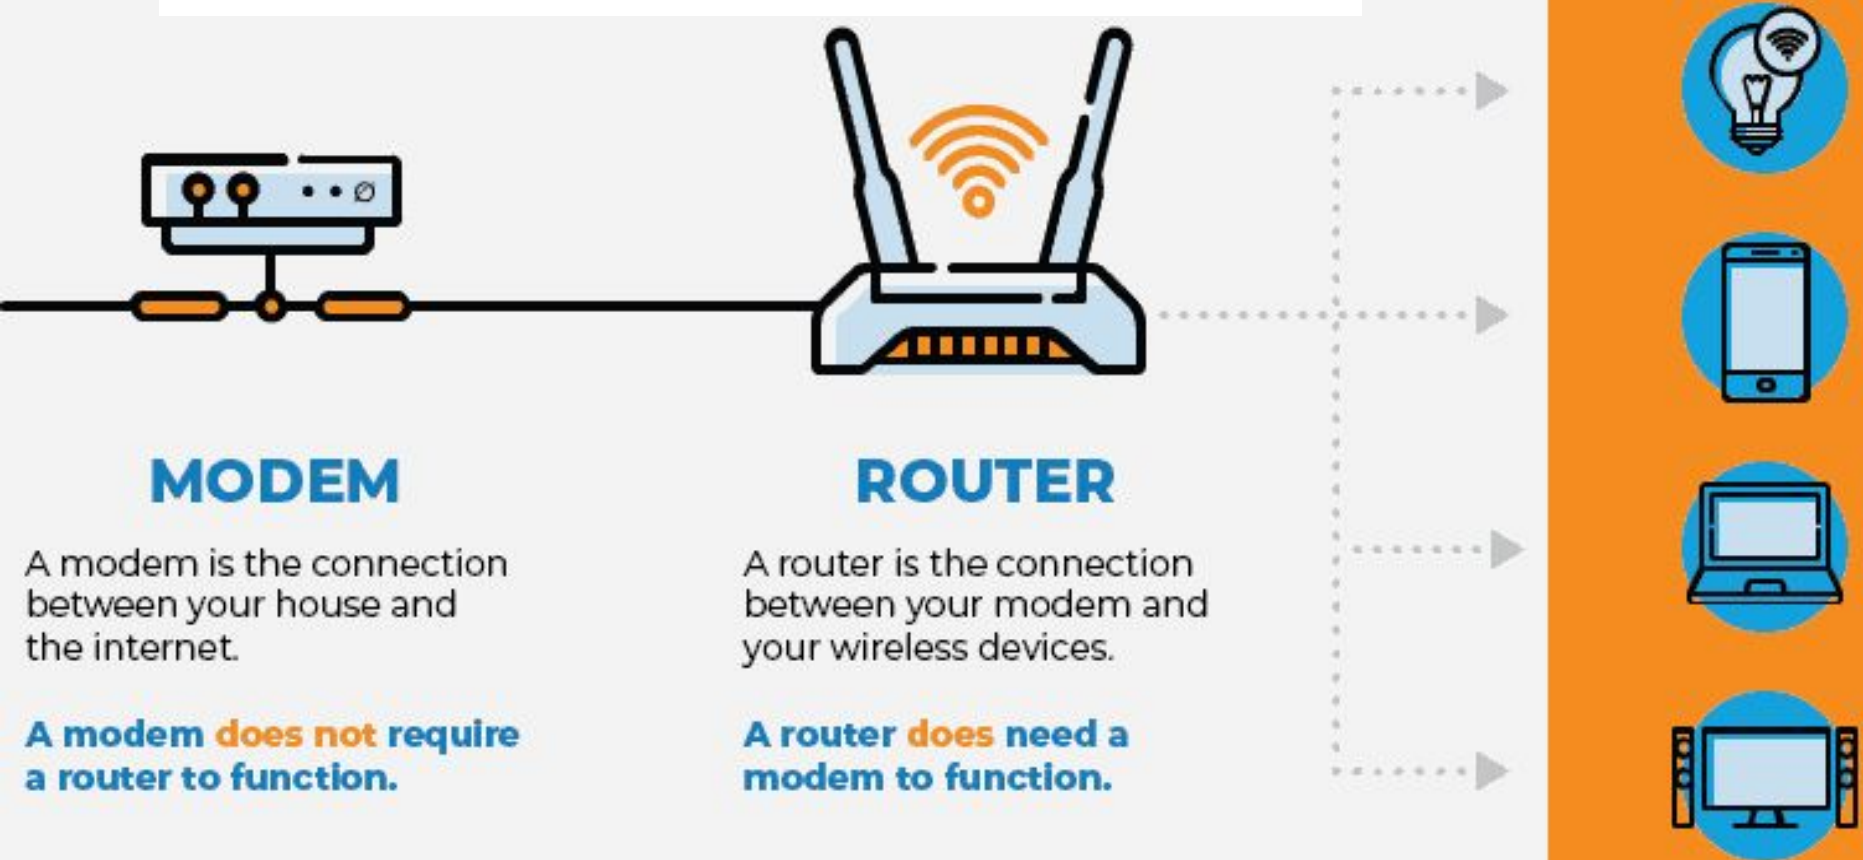 MODEM
A modem is the connection
between your house and
the internet.
A modem does not require
a router to function.
ROUTER
A router is the connection
between your modem and
your wireless devices.
A router does need a
modem to function.